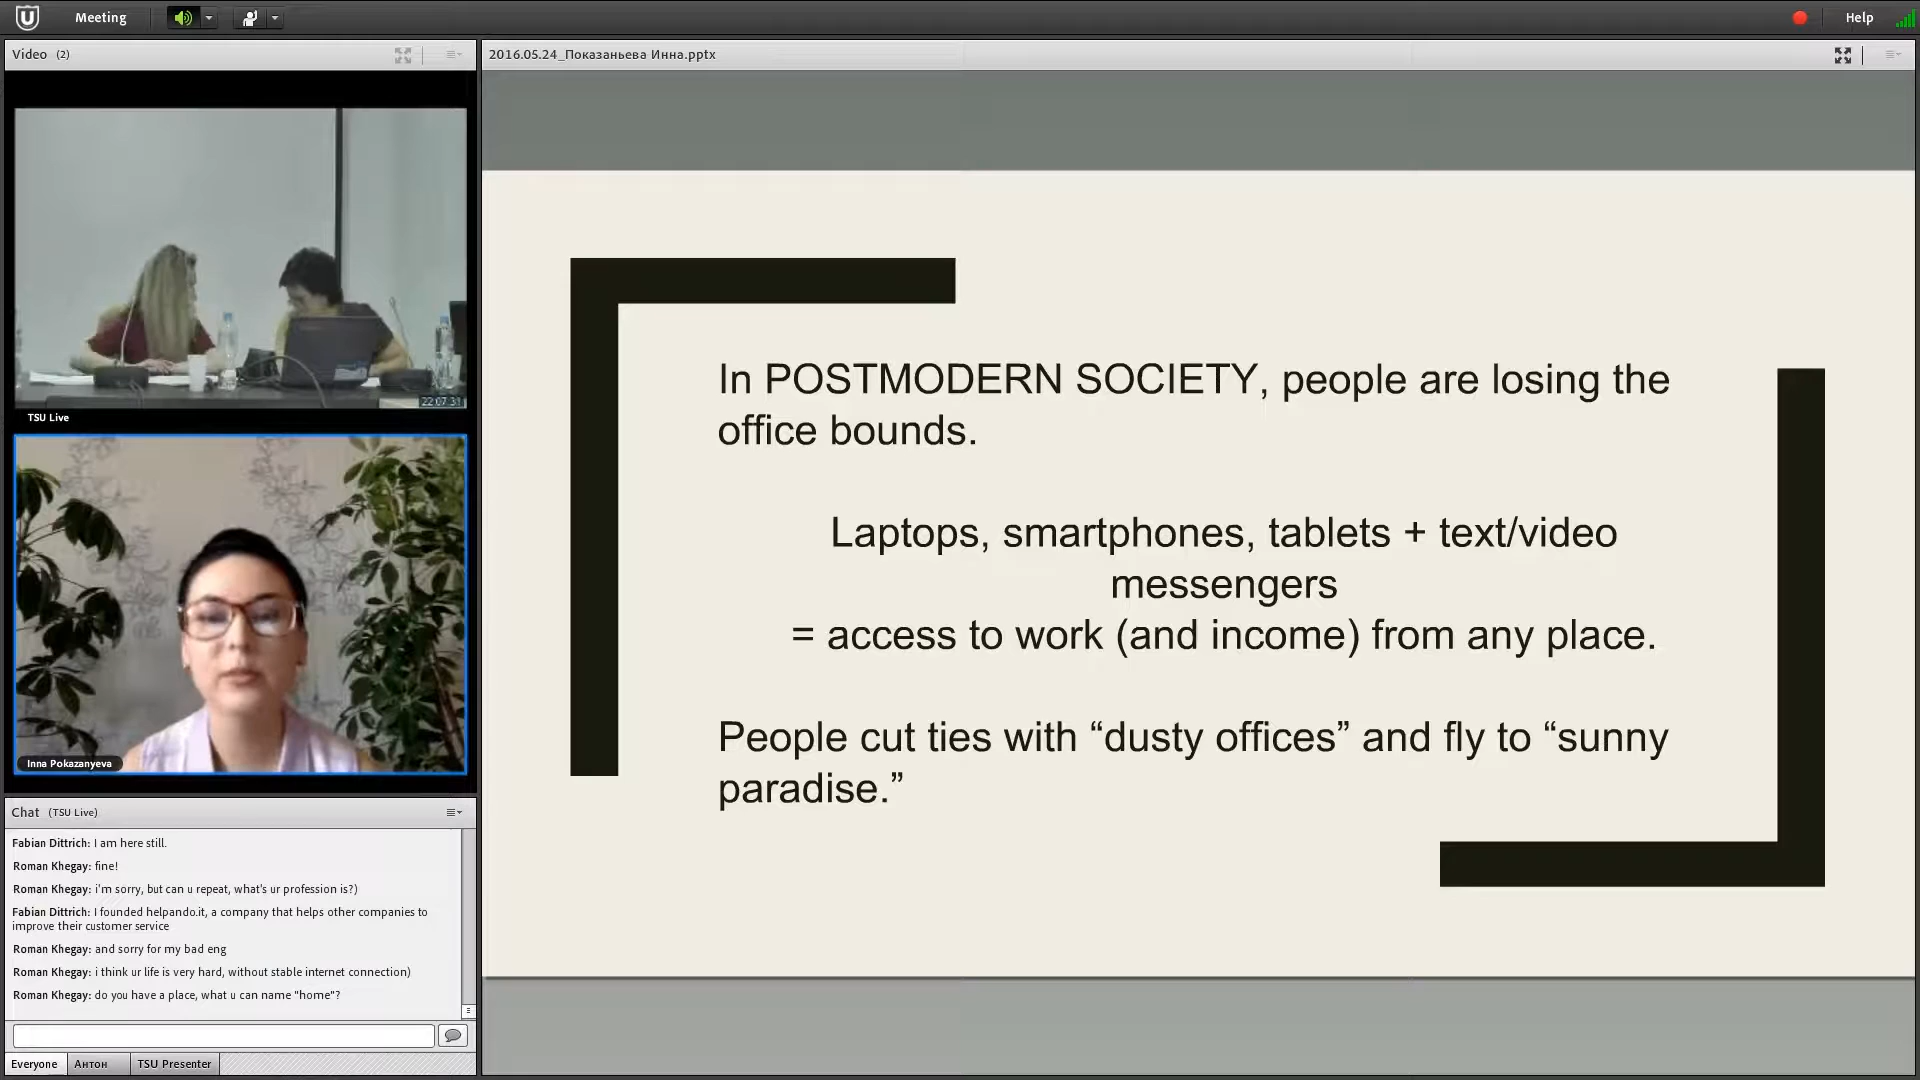 Meeting
Help
Video (2)
2016.05.24_Показаньева Инна.pptx
22:07:31
TSU Live
Inna Pokazanyeva
In POSTMODERN SOCIETY, people are losing the
office bounds.
Laptops, smartphones, tablets + text/video
messengers
= access to work (and income) from any place.
People cut ties with “dusty offices” and fly to “sunny
paradise.”
Chat (TSU Live)
Fabian Dittrich: I am here still.
Roman Khegay: fine!
Roman Khegay: i'm sorry, but can u repeat, what's ur profession is?)
Fabian Dittrich: I founded helpando.it, a company that helps other companies to
improve their customer service
Roman Khegay: and sorry for my bad eng
Roman Khegay: i think ur life is very hard, without stable internet connection)
Roman Khegay: do you have a place, what u can name "home"?
Everyone
Антон
TSU Presenter